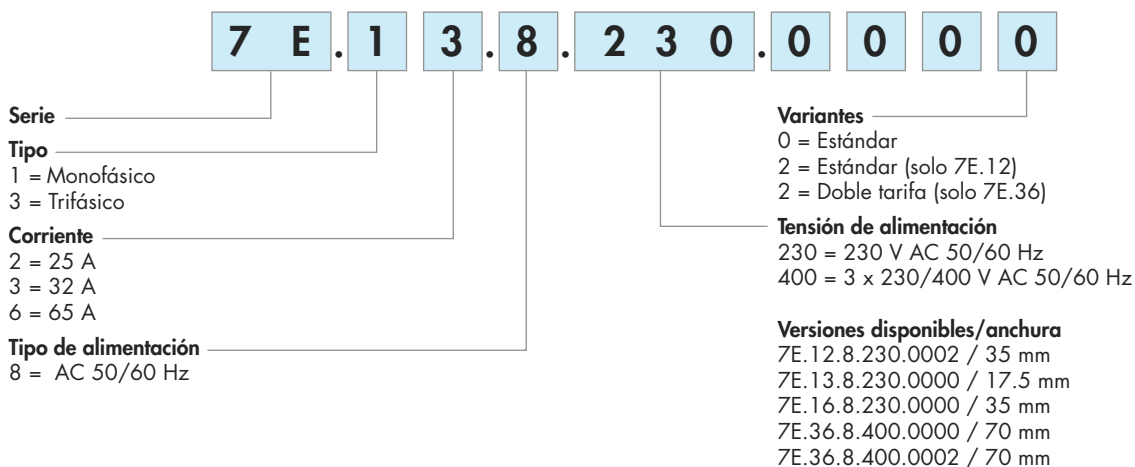 7 E . 1 3 . 8 . 2 3 0 . 0 0 0 0
Serie
Tipo
1 = Monofásico
3 = Trifásico
Corriente
2 = 25 A
3 = 32 A
6 = 65 A
Tipo de alimentación
8 = AC 50/60 Hz
Variantes
0 = Estándar
2 = Estándar (solo 7E.12)
2 = Doble tarifa (solo 7E.36)
Tensión de alimentación
230 = 230 V AC 50/60 Hz
400 = 3 x 230/400 V AC 50/60 Hz
Versiones disponibles/anchura
7E.12.8.230.0002 / 35 mm
7E.13.8.230.0000 / 17.5 mm
7E.16.8.230.0000 / 35 mm
7E.36.8.400.0000 / 70 mm
7E.36.8.400.0002 / 70 mm